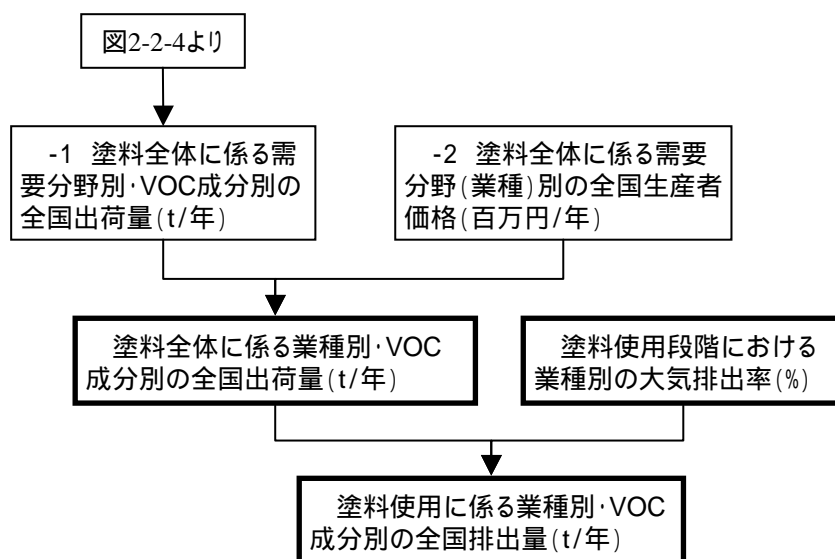 図2-2-4より
-1 塗料全体に係る需
要分野別・VOC成分別の
全国出荷量(t/年)
-2 塗料全体に係る需要
分野(業種)別の全国生産者
価格(百万円/年)
塗料全体に係る業種別・VOC
成分別の全国出荷量(t/年)
塗料使用段階における
業種別の大気排出率(%)
塗料使用に係る業種別・VOC
成分別の全国排出量(t/年)